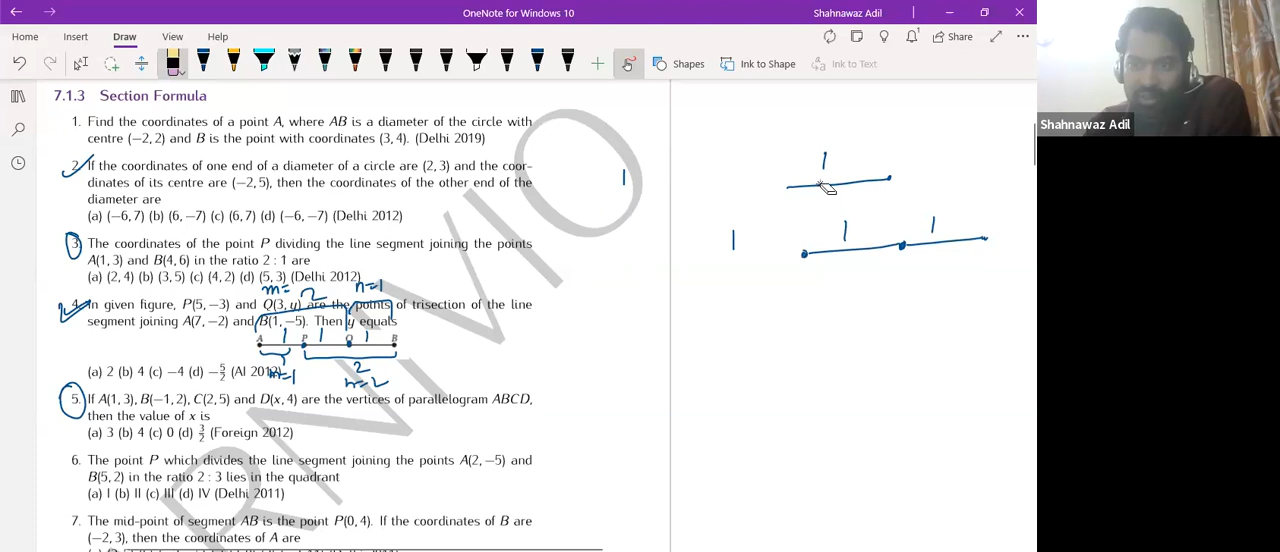 OneNote for Windows 10
Shahnawaz Adil
Home Insert Draw View Help
Share
Shapes
Ink to Shape
Ink to Text
Shahnawaz Adil
7.1.3 Section Formula
1. Find the coordinates of a point A, where AB is a diameter of the circle with
centre (−2, 2) and B is the point with coordinates (3, 4). (Delhi 2019)
2. If the coordinates of one end of a diameter of a circle are (2, 3) and the coor-
dinates of its centre are (−2, 5), then the coordinates of the other end of the
diameter are
(a) (−6, 7) (b) (6, −7) (c) (6, 7) (d) (−6, −7) (Delhi 2012)
3. The coordinates of the point P dividing the line segment joining the points
A(1, 3) and B(4, 6) in the ratio 2 : 1 are
(a) (2, 4) (b) (3, 5) (c) (4, 2) (d) (5, 3) (Delhi 2012)
m= 2 n=1
4. In given figure, P(5, −3) and Q(3, y) are the points of trisection of the line
segment joining A(7, −2) and B(1, −5). Then y equals
1 1 1
A P Q B
(a) 2 (b) 4 (c) −4 (d) −5/2 (AI 2012)
m=1
2
n=2
5. If A(1, 3), B(−1, 2), C(2, 5) and D(x, 4) are the vertices of parallelogram ABCD,
then the value of x is
(a) 3 (b) 4 (c) 0 (d) 3/2 (Foreign 2012)
6. The point P which divides the line segment joining the points A(2, −5) and
B(5, 2) in the ratio 2 : 3 lies in the quadrant
(a) I (b) II (c) III (d) IV (Delhi 2011)
7. The mid-point of segment AB is the point P(0, 4). If the coordinates of B are
(−2, 3), then the coordinates of A are
RNVIO
1
1
1 1 1